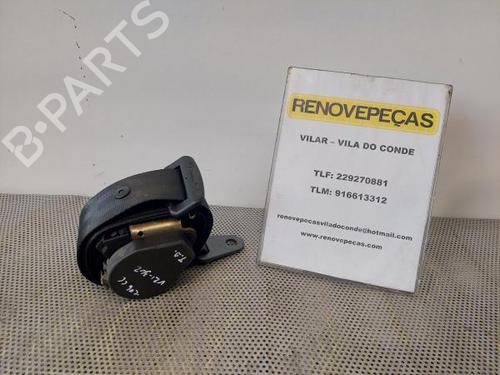 B-PARTS
RENOVEPEÇAS
VILAR – VILA DO CONDE
TLF: 229270881
TLM: 916613312
renovepecasviladoconde@hotmail.com
www.renovepecas.com